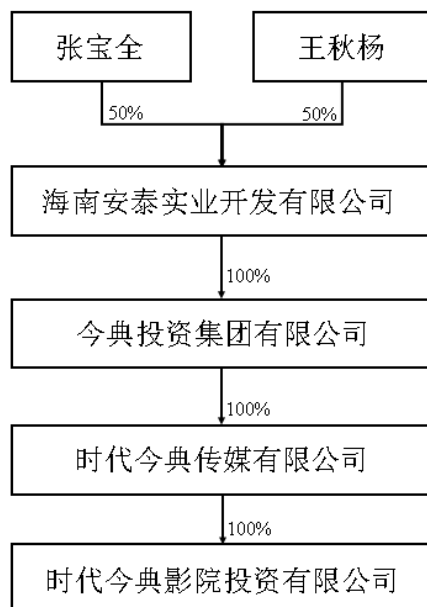 张宝全 王秋杨
50% 50%
海南安泰实业开发有限公司
100%
今典投资集团有限公司
100%
时代今典传媒有限公司
100%
时代今典影院投资有限公司